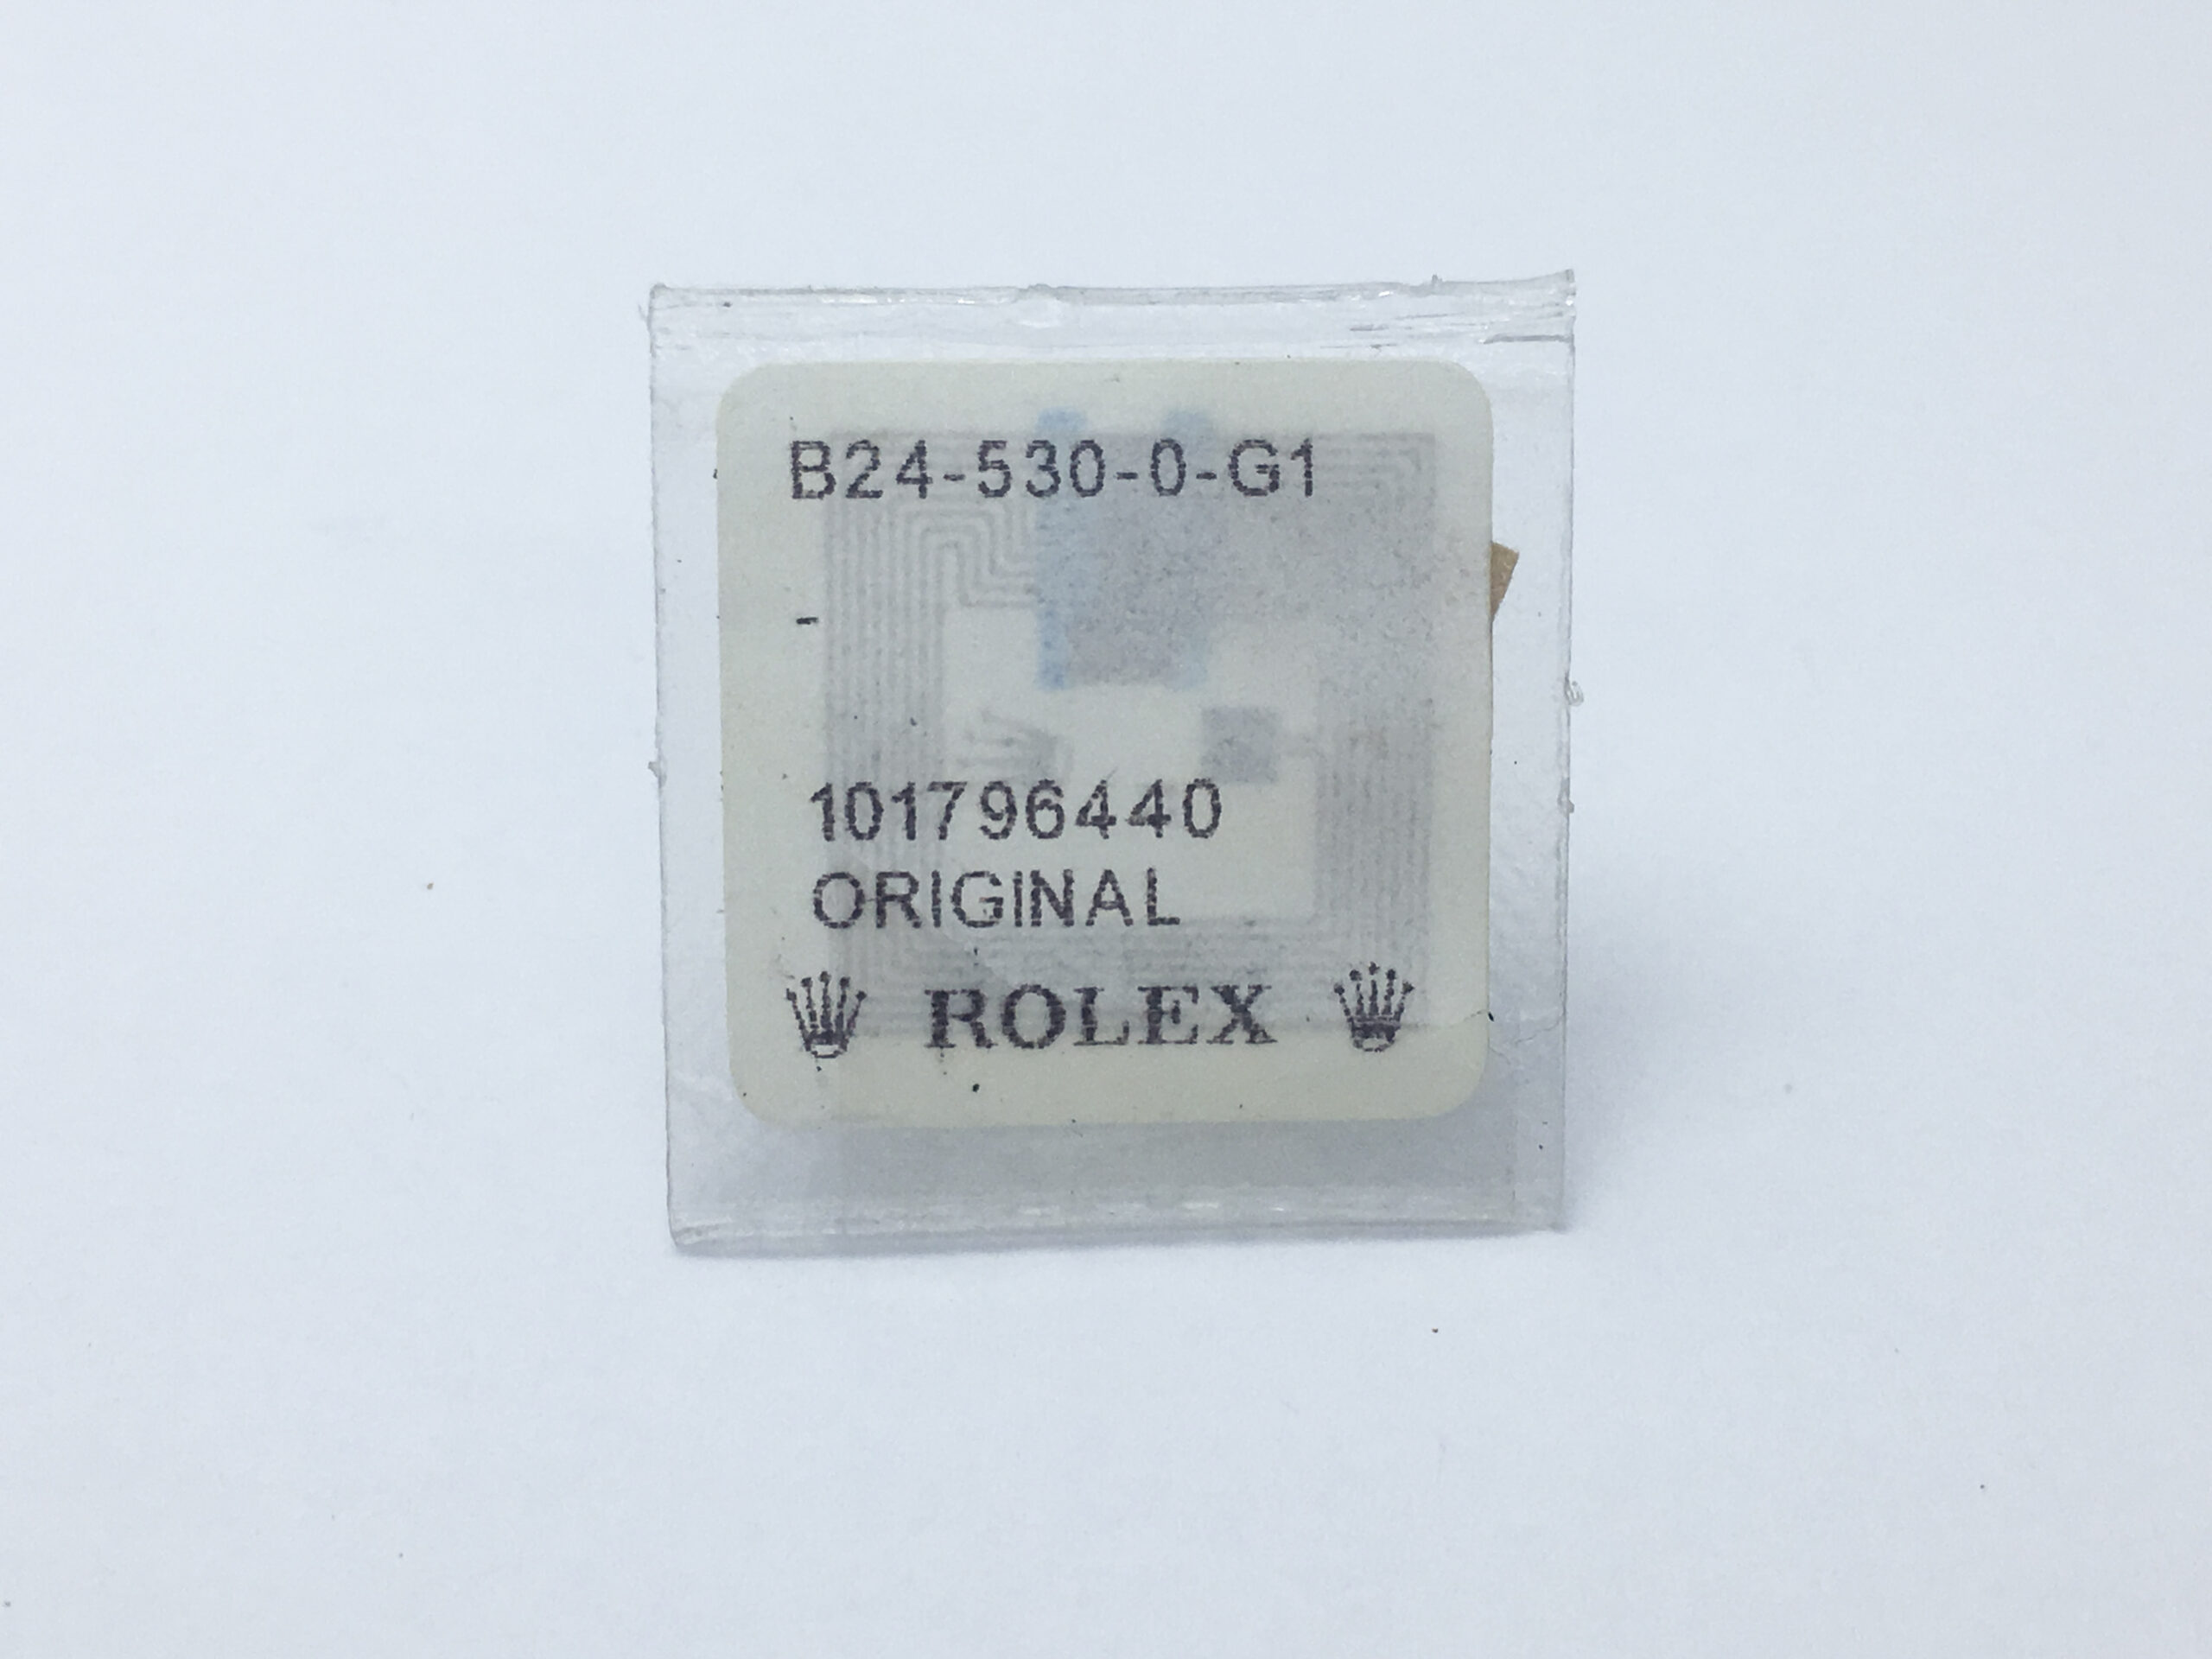 B24-530-0-G1
-
101796440
ORIGINAL
ROLEX